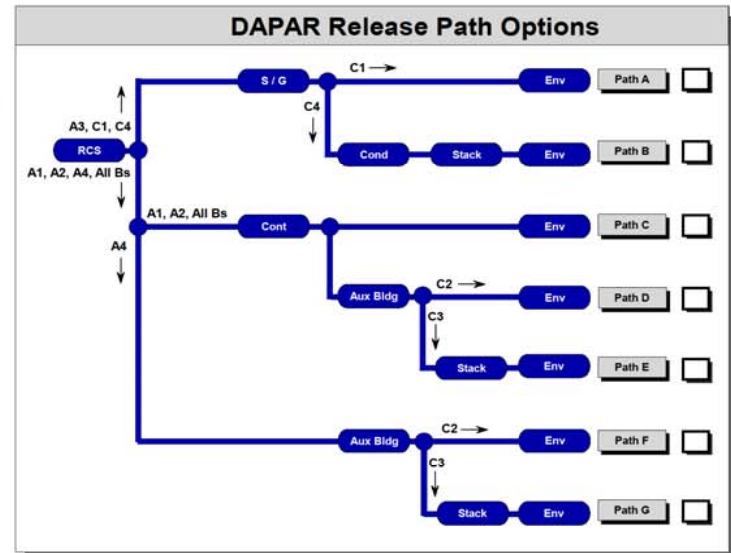 DAPAR Release Path Options
C1
S / G
Env
Path A
C4
A3, C1, C4
RCS
Cond
Stack
Env
Path B
A1, A2, A4, All Bs
A1, A2, All Bs
Cont
Env
Path C
A4
C2
Aux Bldg
Env
Path D
C3
Stack
Env
Path E
C2
Aux Bldg
Env
Path F
C3
Stack
Env
Path G